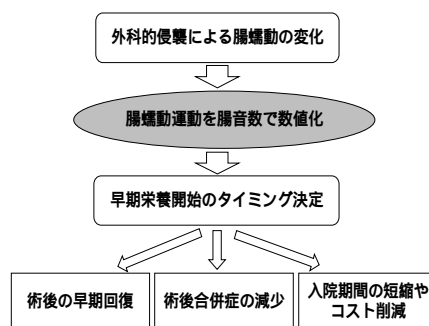 外科的侵襲による腸蠕動の変化
腸蠕動運動を腸音数で数値化
早期栄養開始のタイミング決定
術後の早期回復
術後合併症の減少
入院期間の短縮や
コスト削減